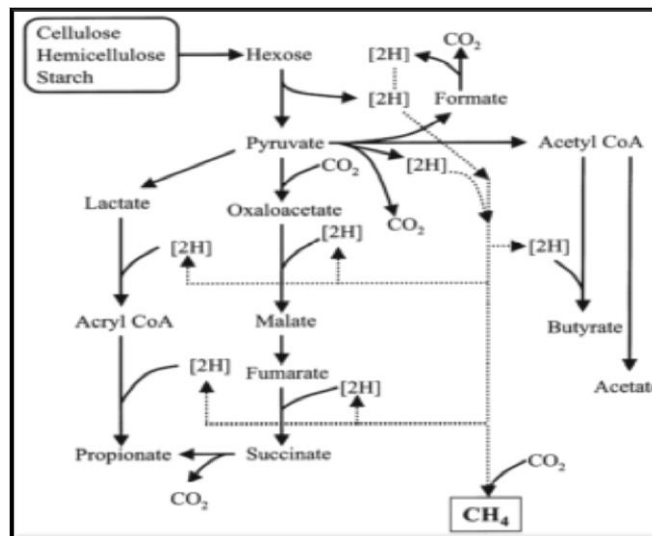 Cellulose
Hemicellulose
Starch
Hexose
[2H]
CO₂
[2H]
Formate
Pyruvate
Acetyl CoA
CO₂
[2H]
Lactate
Oxaloacetate
CO₂
[2H]
[2H]
[2H]
Acryl CoA
Malate
Butyrate
[2H]
Fumarate
[2H]
Acetate
Propionate
Succinate
CO₂
CO₂
CH₄